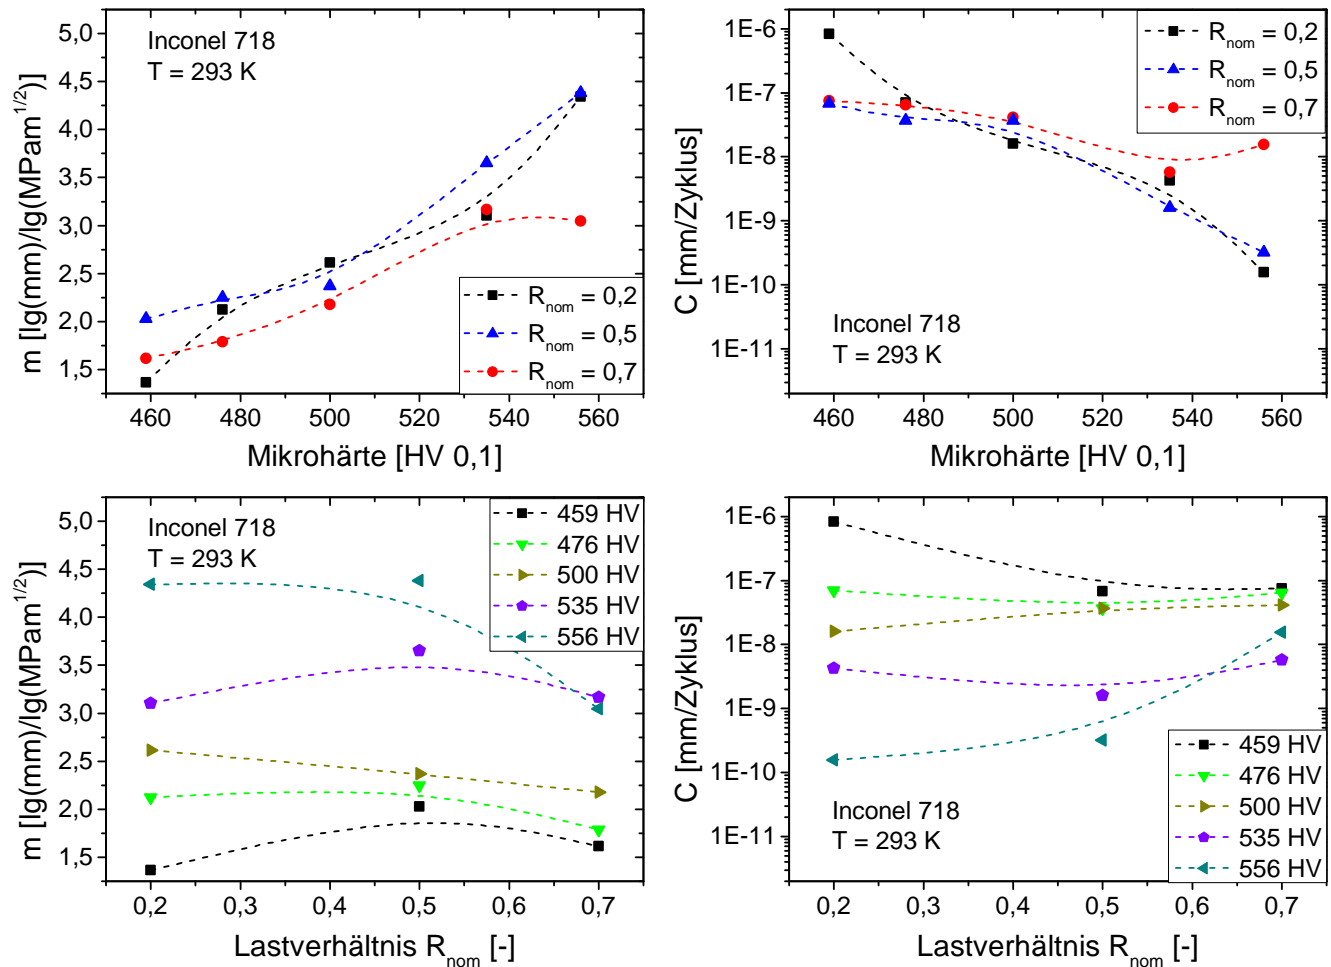 5,0
4,5
4,0
3,5
3,0
2,5
2,0
1,5
m [lg(mm)/lg(MPam^1/2)]
Inconel 718
T = 293 K
R_nom = 0,2
R_nom = 0,5
R_nom = 0,7
460 480 500 520 540 560
Mikrohärte [HV 0,1]
1E-6
1E-7
1E-8
1E-9
1E-10
1E-11
C [mm/Zyklus]
R_nom = 0,2
R_nom = 0,5
R_nom = 0,7
Inconel 718
T = 293 K
460 480 500 520 540 560
Mikrohärte [HV 0,1]
5,0
4,5
4,0
3,5
3,0
2,5
2,0
1,5
m [lg(mm)/lg(MPam^1/2)]
Inconel 718
T = 293 K
459 HV
476 HV
500 HV
535 HV
556 HV
0,2 0,3 0,4 0,5 0,6 0,7
Lastverhältnis R_nom [-]
1E-6
1E-7
1E-8
1E-9
1E-10
1E-11
C [mm/Zyklus]
459 HV
476 HV
500 HV
535 HV
556 HV
Inconel 718
T = 293 K
0,2 0,3 0,4 0,5 0,6 0,7
Lastverhältnis R_nom [-]